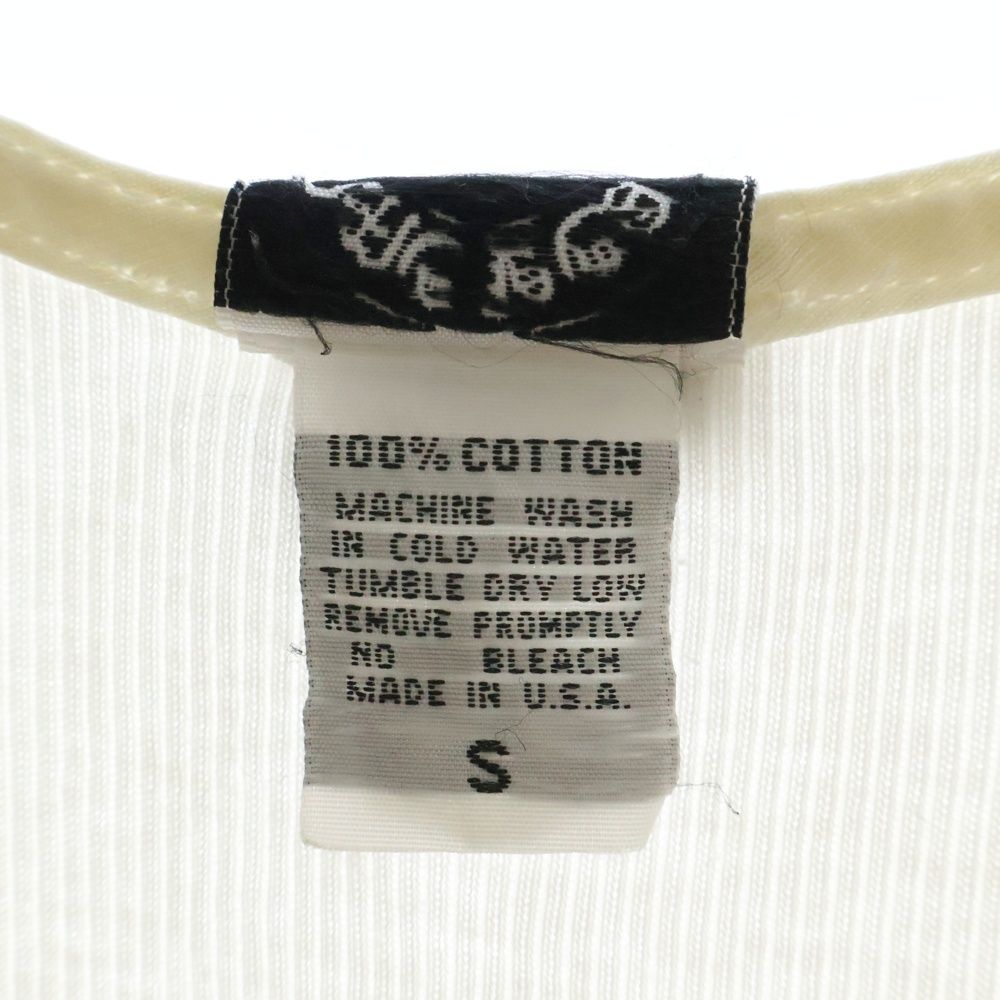 100% COTTON
MACHINE WASH
IN COLD WATER
TUMBLE DRY LOW
REMOVE PROMPTLY
NO BLEACH
MADE IN U.S.A.
S